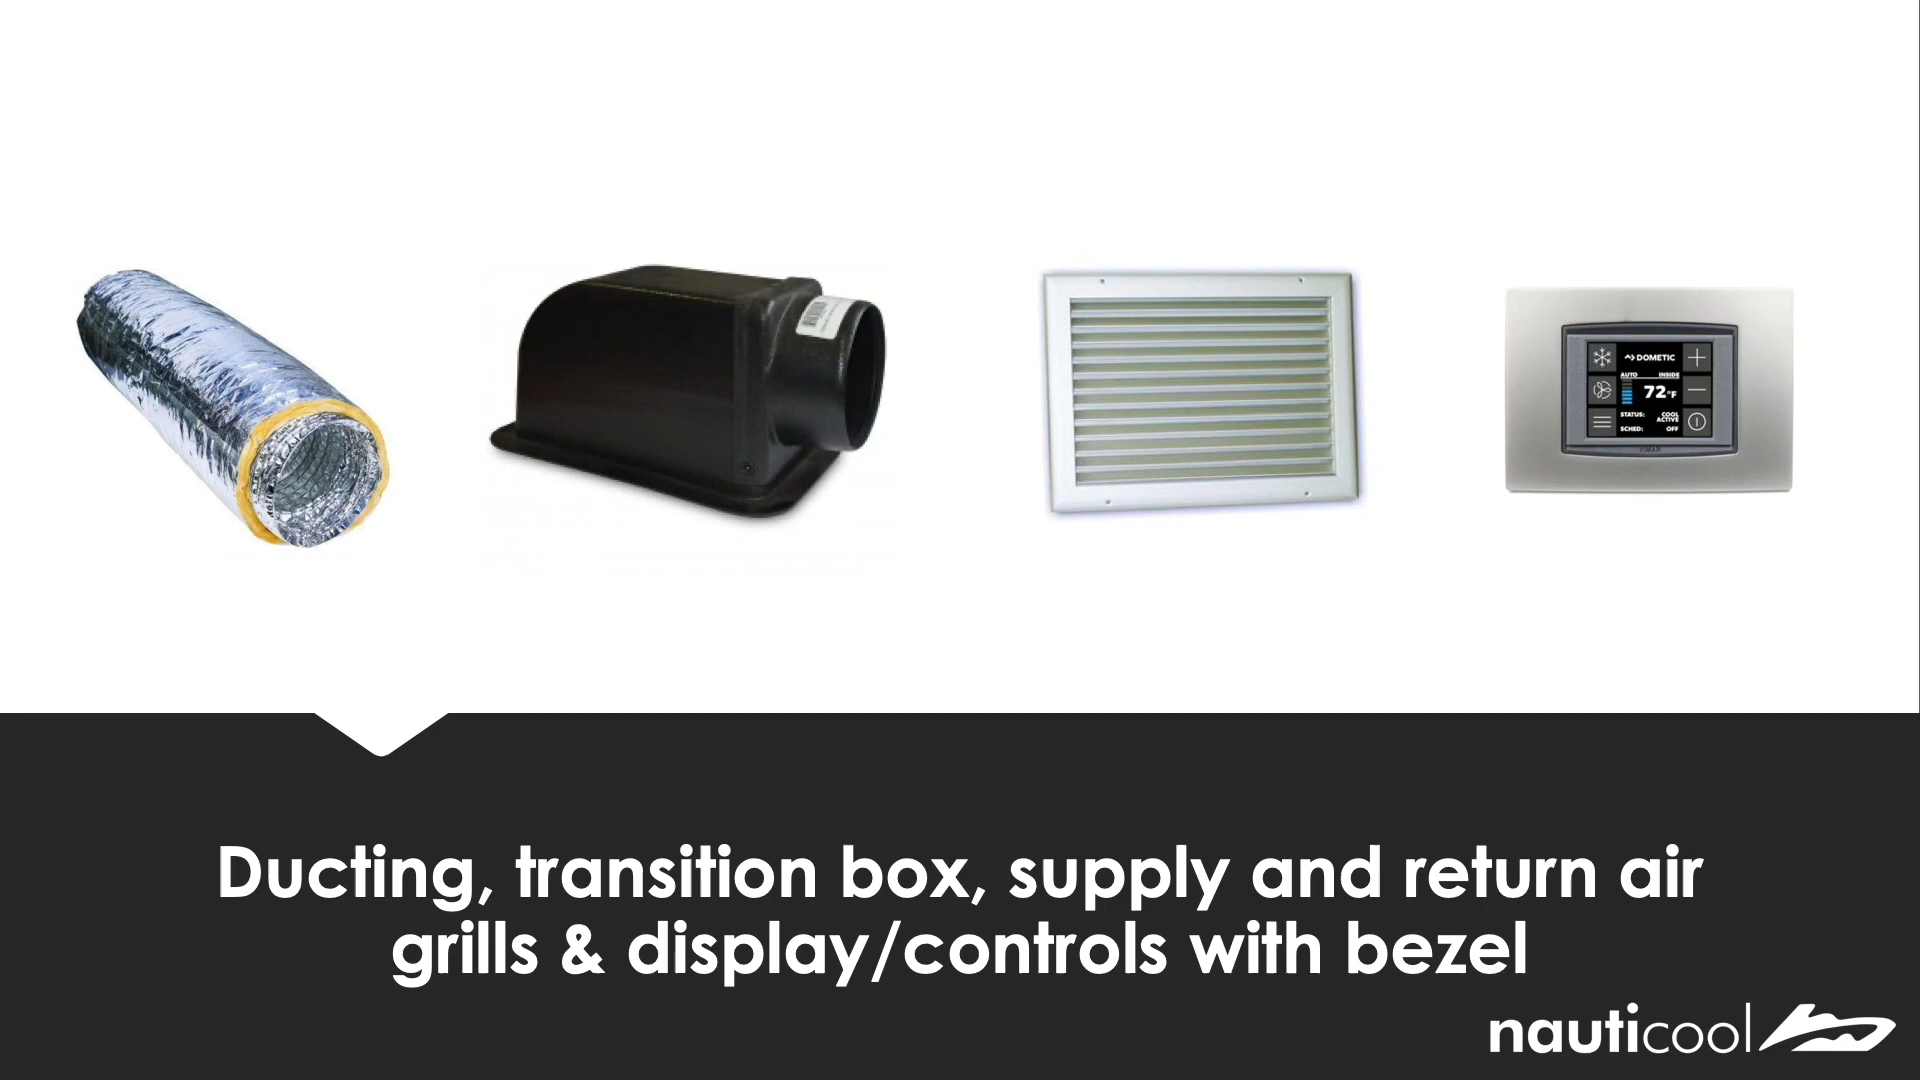 DOMETIC
AUTO INSIDE
72°F
STATUS: COOL
ACTIVE
SCHED: OFF
VIMAR
Ducting, transition box, supply and return air
grills & display/controls with bezel
nauticool